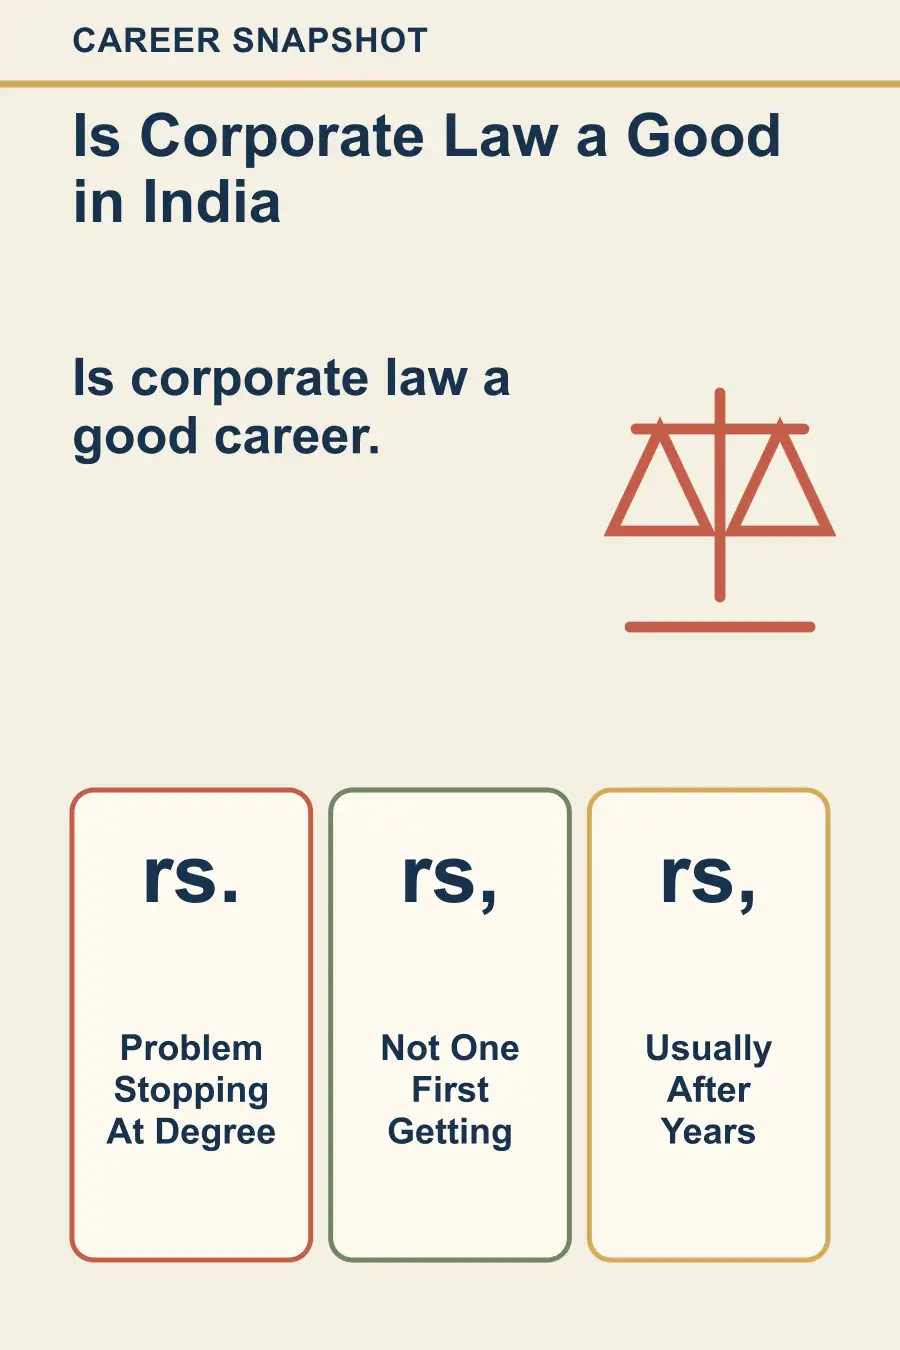 CAREER SNAPSHOT
Is Corporate Law a Good
in India
Is corporate law a
good career.
rs.
Problem
Stopping
At Degree
rs,
Not One
First
Getting
rs,
Usually
After
Years